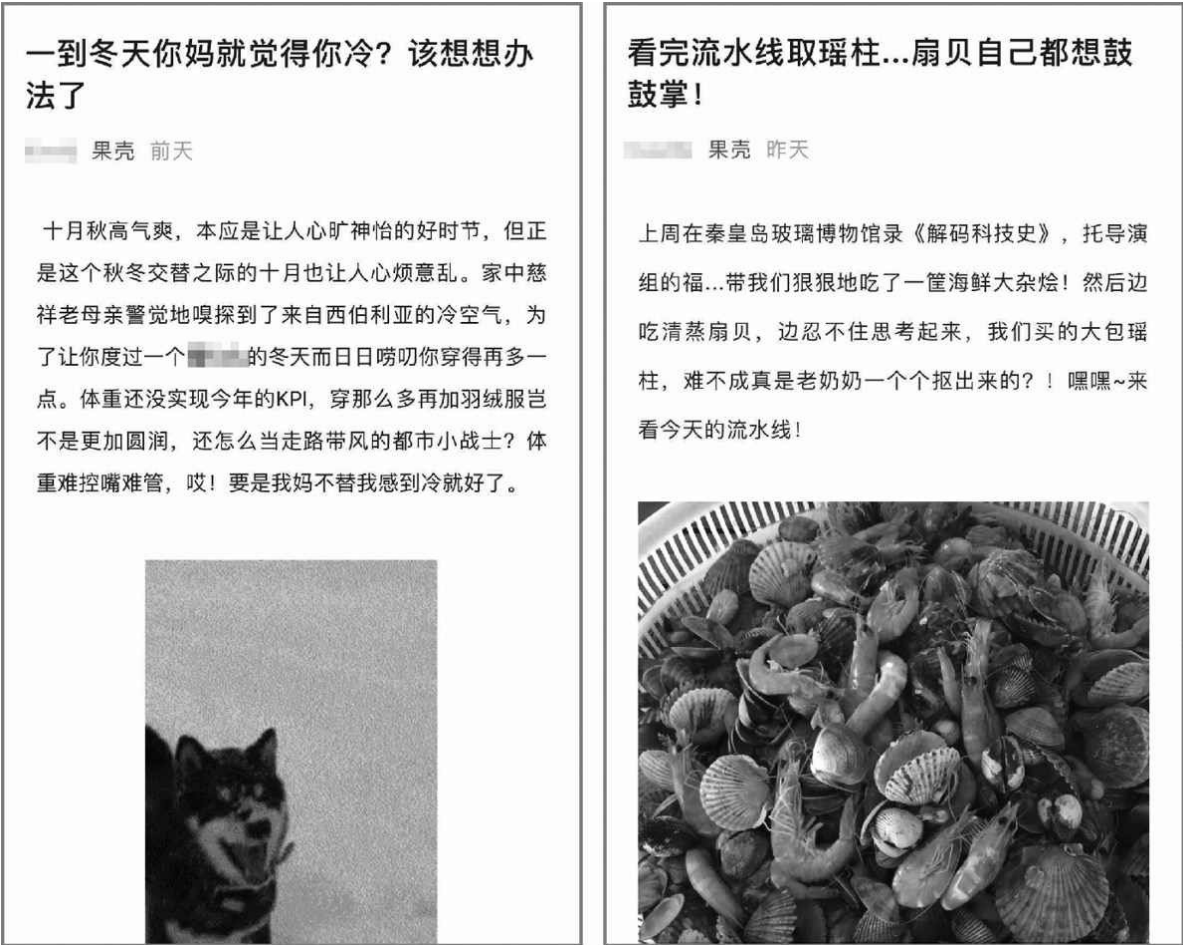 一到冬天你妈就觉得你冷？该想想办
法了
果壳 前天
十月秋高气爽，本应是让人心旷神怡的好时节，但正
是这个秋冬交替之际的十月也让人心烦意乱。家中慈
祥老母亲警觉地嗅探到了来自西伯利亚的冷空气，为
了让你度过一个的冬天而日日唠叨你穿得再多一
点。体重还没实现今年的KPI，穿那么多再加羽绒服岂
不是更加圆润，还怎么当走路带风的都市小战士？体
重难控嘴难管，哎！要是我妈不替我感到冷就好了。
看完流水线取瑶柱...扇贝自己都想鼓
鼓掌！
果壳 昨天
上周在秦皇岛玻璃博物馆录《解码科技史》，托导演
组的福...带我们狠狠地吃了一筐海鲜大杂烩！然后边
吃清蒸扇贝，边忍不住思考起来，我们买的大包瑶
柱，难不成真是老奶奶一个个抠出来的？！嘿嘿~来
看今天的流水线！